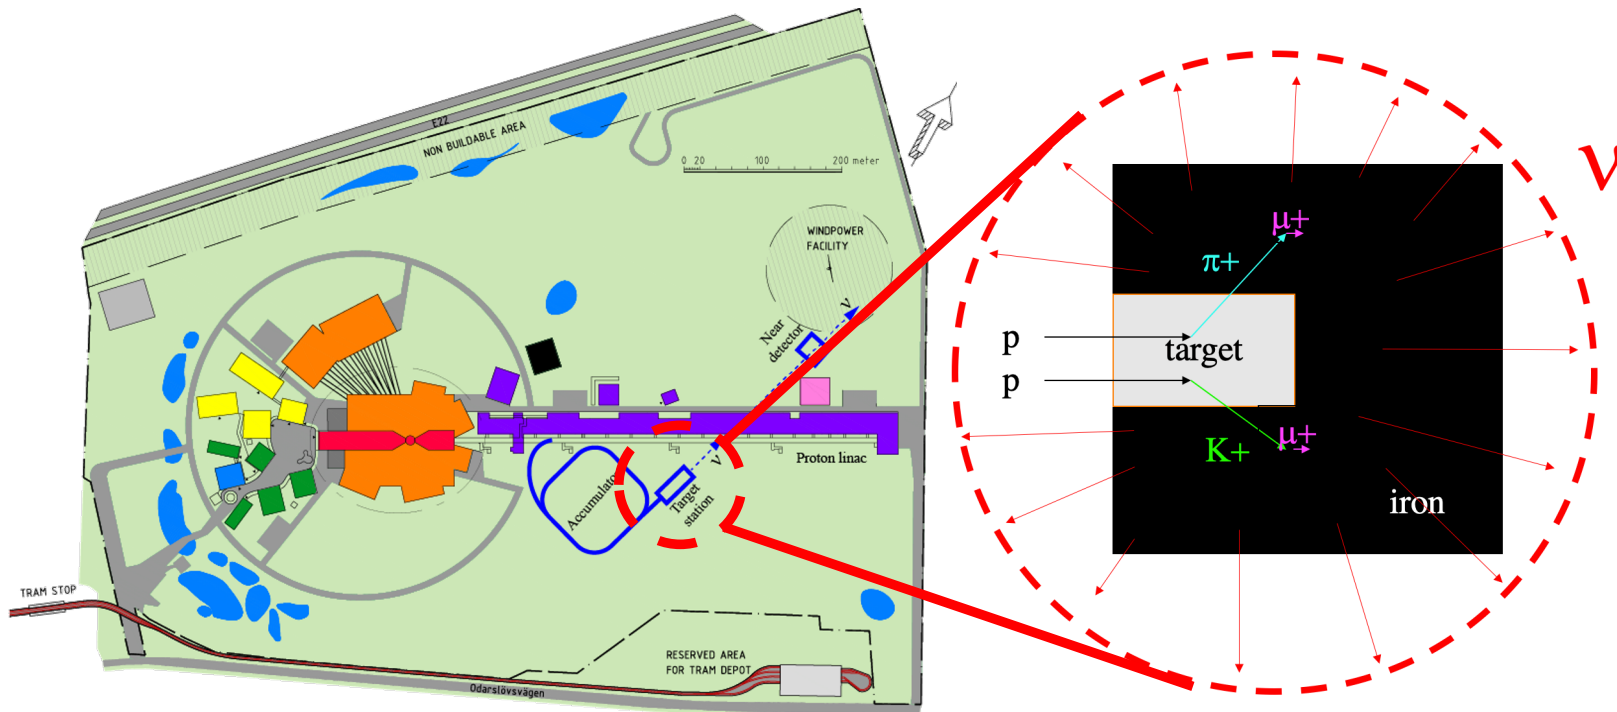 E22
NON BUILDABLE AREA
0 20 100 200 meter
WINDPOWER
FACILITY
ν
Near
detector
Proton linac
ν
Accumulator
Target
station
TRAM STOP
RESERVED AREA
FOR TRAM DEPOT
Odarslövsvägen
ν
μ+
π+
p
target
p
μ+
K+
iron